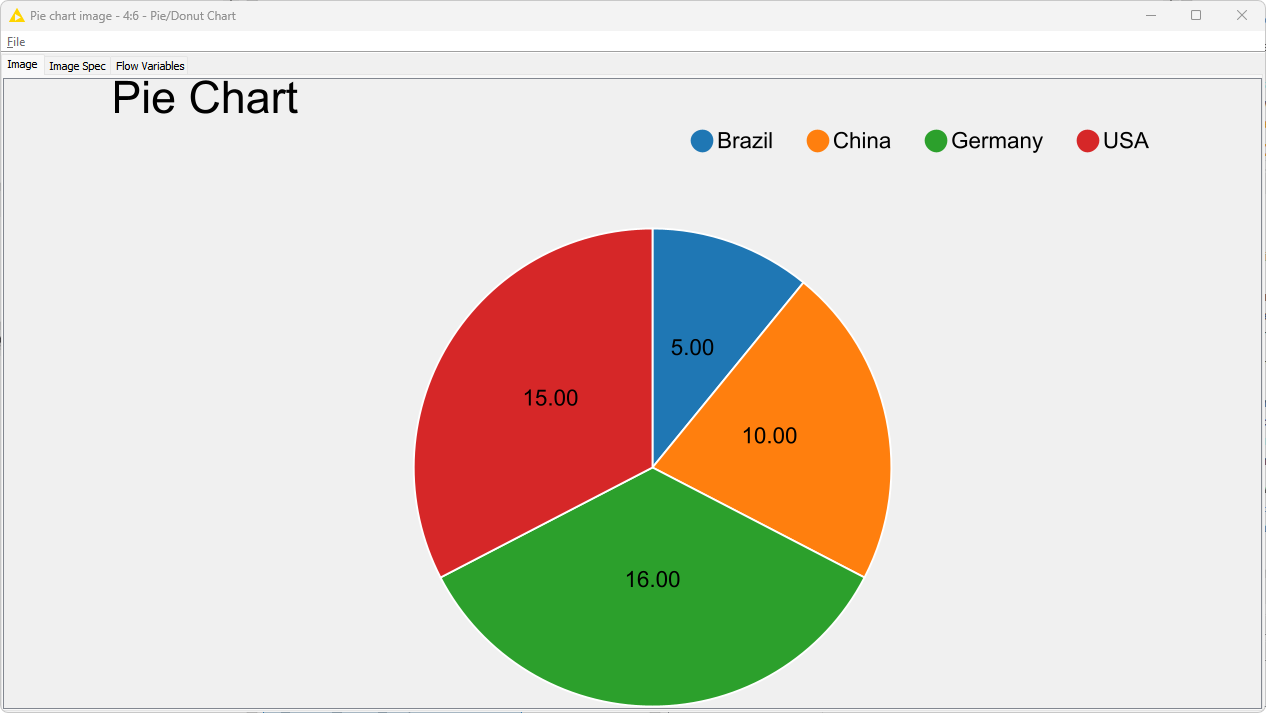 Pie chart image - 4:6 - Pie/Donut Chart
File
Image Image Spec Flow Variables
Pie Chart
Brazil China Germany USA
5.00
15.00
10.00
16.00